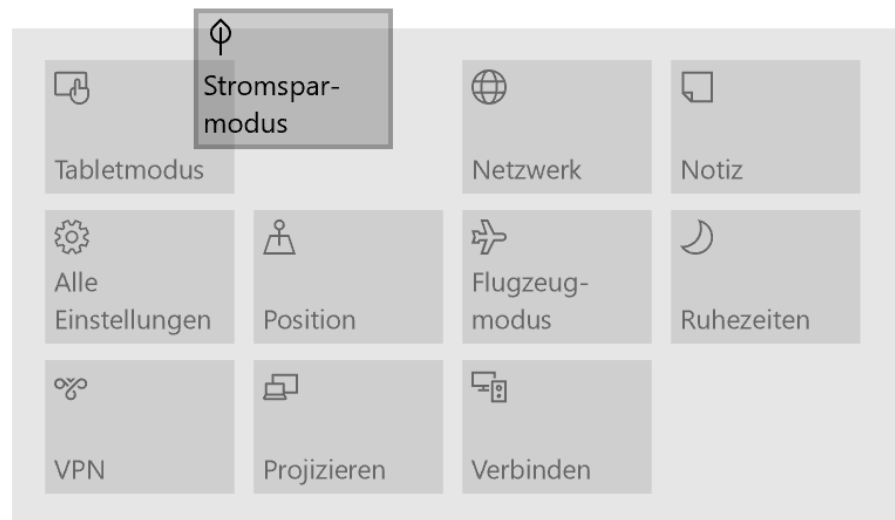 Stromspar-
modus
Tabletmodus
Netzwerk
Notiz
Alle
Einstellungen
Position
Flugzeug-
modus
Ruhezeiten
VPN
Projizieren
Verbinden